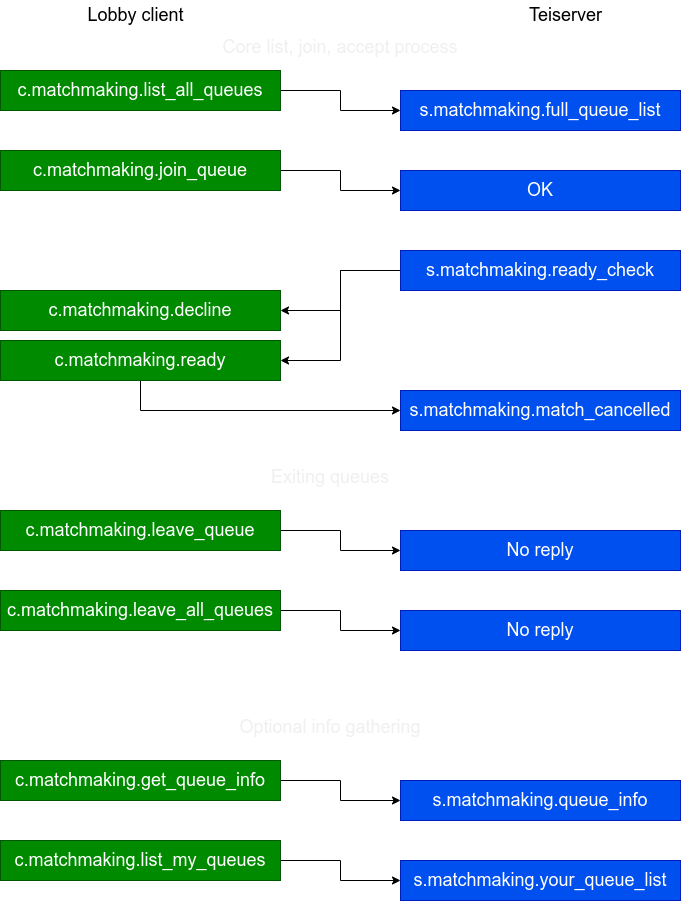 Lobby client
Teiserver
Core list, join, accept process
c.matchmaking.list_all_queues
s.matchmaking.full_queue_list
c.matchmaking.join_queue
OK
s.matchmaking.ready_check
c.matchmaking.decline
c.matchmaking.ready
s.matchmaking.match_cancelled
Exiting queues
c.matchmaking.leave_queue
No reply
c.matchmaking.leave_all_queues
No reply
Optional info gathering
c.matchmaking.get_queue_info
s.matchmaking.queue_info
c.matchmaking.list_my_queues
s.matchmaking.your_queue_list